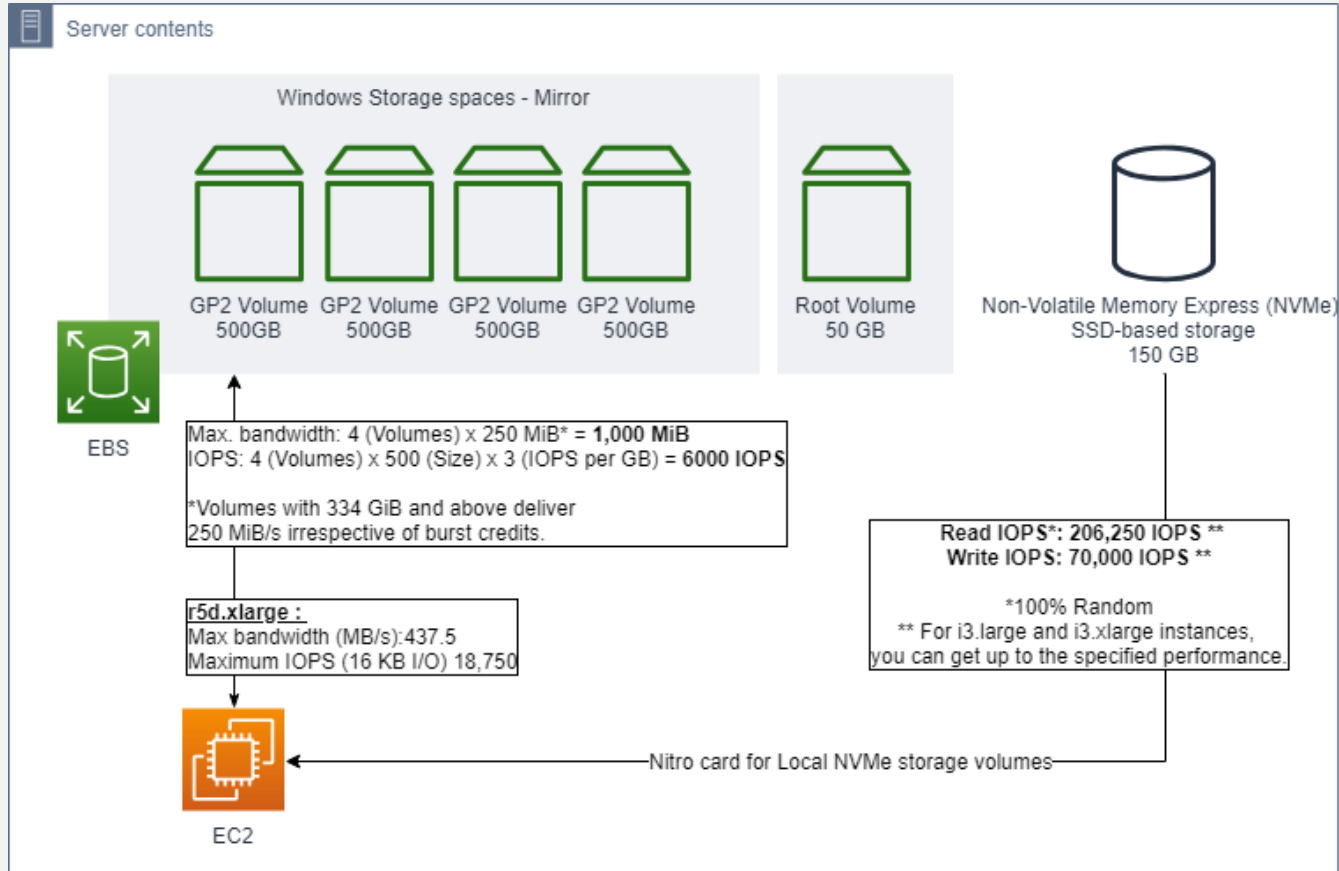 Server contents
Windows Storage spaces - Mirror
GP2 Volume
500GB
GP2 Volume
500GB
GP2 Volume
500GB
GP2 Volume
500GB
Root Volume
50 GB
Non-Volatile Memory Express (NVMe)
SSD-based storage
150 GB
EBS
Max. bandwidth: 4 (Volumes) x 250 MiB* = 1,000 MiB
IOPS: 4 (Volumes) x 500 (Size) x 3 (IOPS per GB) = 6000 IOPS
*Volumes with 334 GiB and above deliver
250 MiB/s irrespective of burst credits.
Read IOPS*: 206,250 IOPS **
Write IOPS: 70,000 IOPS **
*100% Random
** For i3.large and i3.xlarge instances,
you can get up to the specified performance.
r5d.xlarge :
Max bandwidth (MB/s):437.5
Maximum IOPS (16 KB I/O) 18,750
Nitro card for Local NVMe storage volumes
EC2